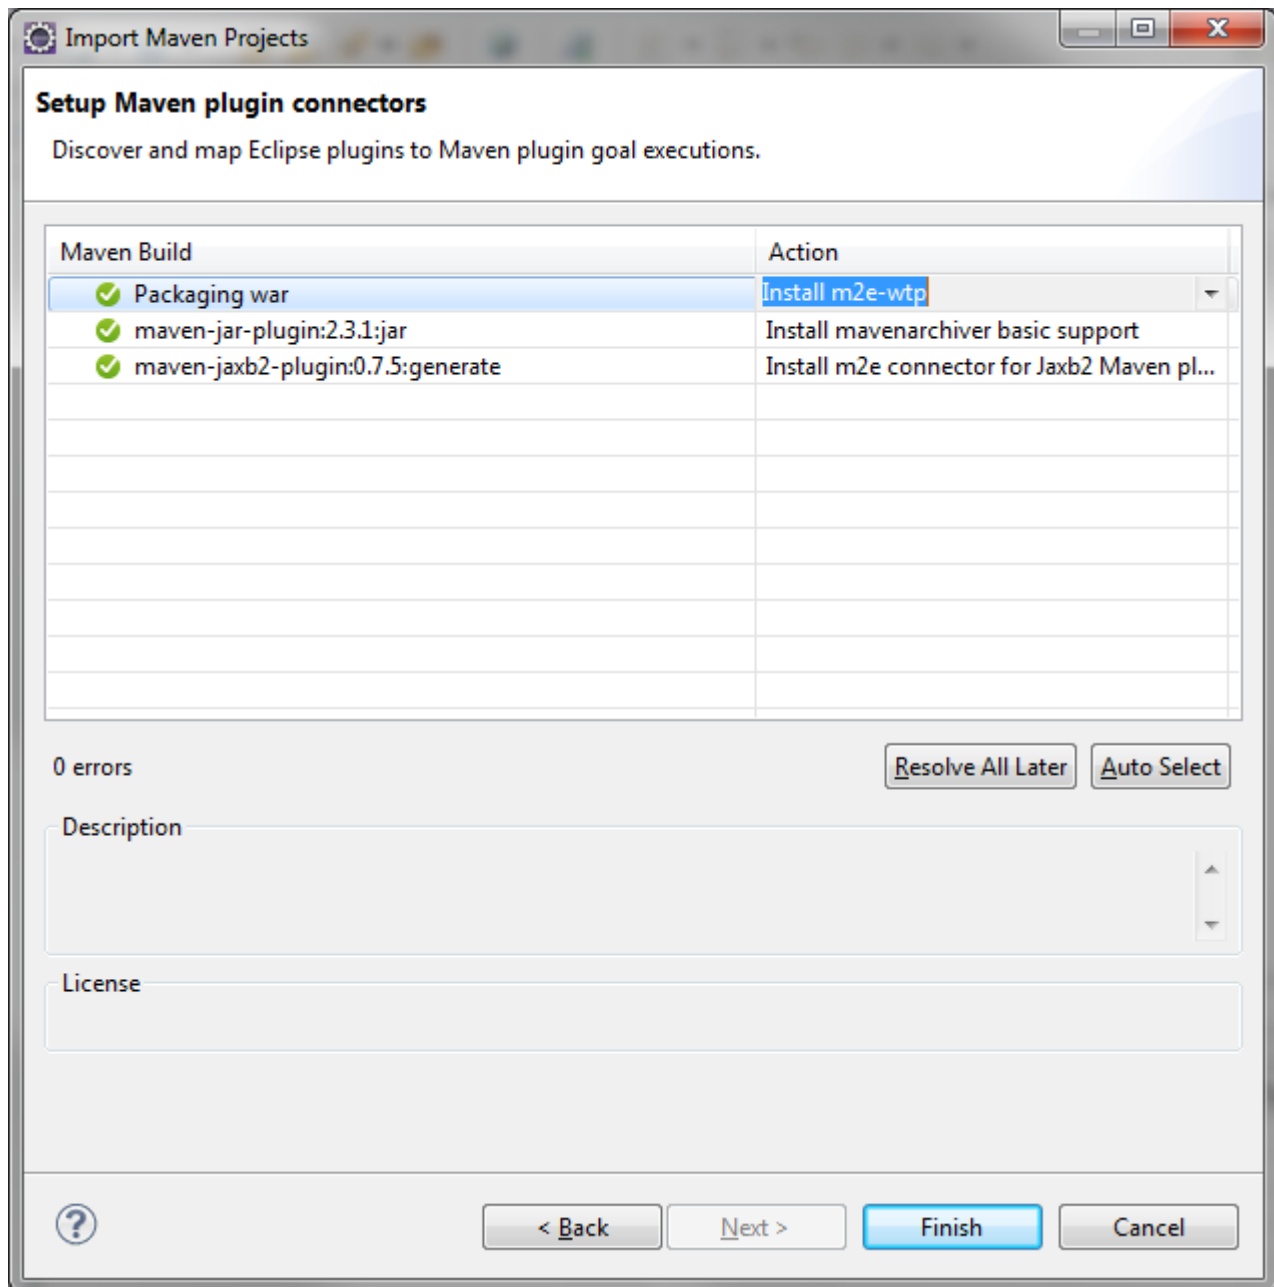 Import Maven Projects
Setup Maven plugin connectors
Discover and map Eclipse plugins to Maven plugin goal executions.
Maven Build Action
Packaging war Install m2e-wtp
maven-jar-plugin:2.3.1:jar Install mavenarchiver basic support
maven-jaxb2-plugin:0.7.5:generate Install m2e connector for Jaxb2 Maven pl...
0 errors Resolve All Later Auto Select
Description
License
? < Back Next > Finish Cancel